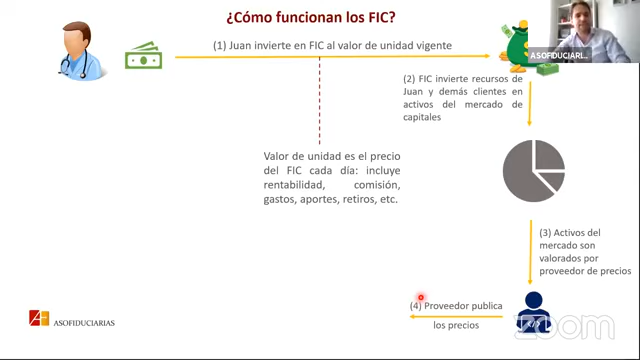 ¿Cómo funcionan los FIC?
(1) Juan invierte en FIC al valor de unidad vigente
ASOFIDUCIARI...
(2) FIC invierte recursos de
Juan y demás clientes en
activos del mercado de
capitales
Valor de unidad es el precio
del FIC cada día: incluye
rentabilidad, comisión,
gastos, aportes, retiros, etc.
(3) Activos del
mercado son
valorados por
proveedor de precios
(4) Proveedor publica
los precios
ASOFIDUCIARIAS
zoom